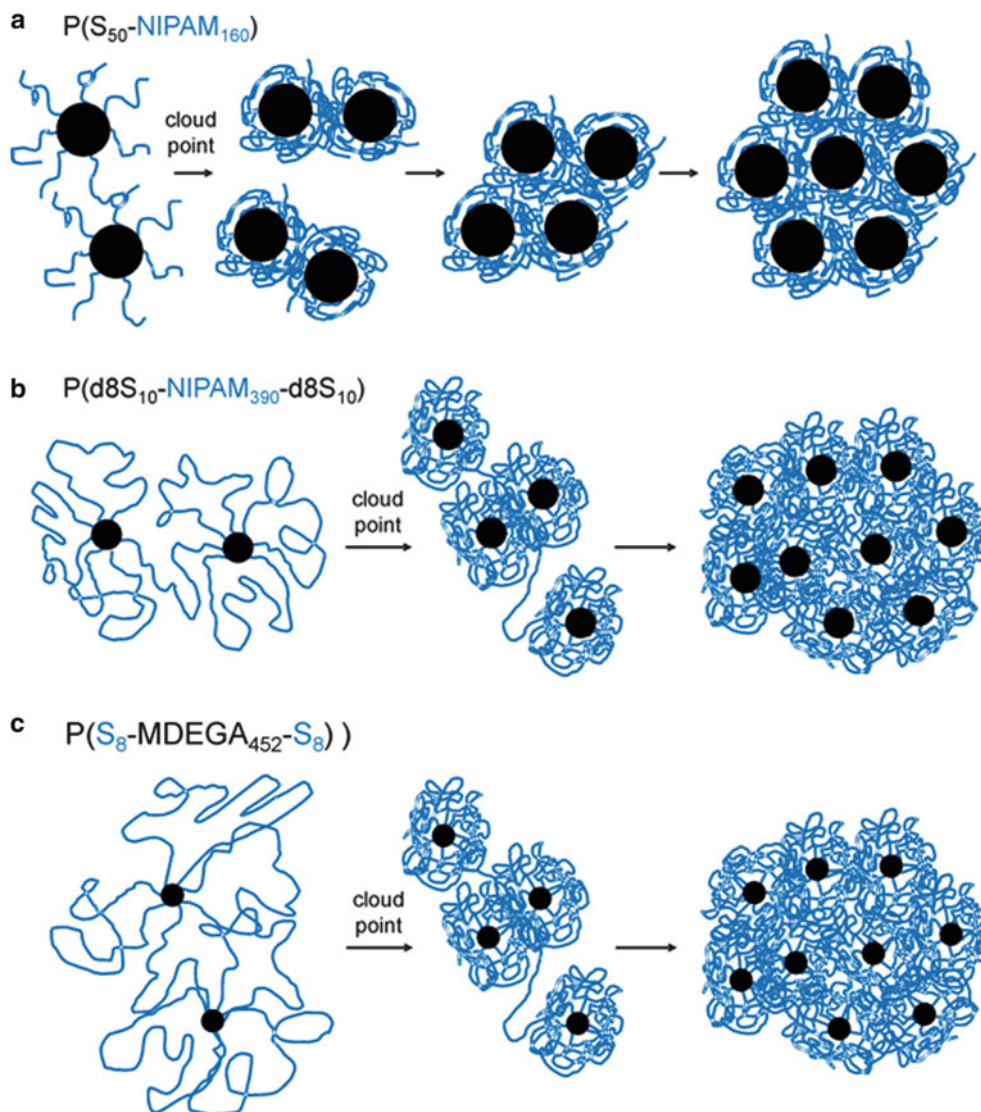 a P(S₅₀-NIPAM₁₆₀)
cloud
point
b P(d8S₁₀-NIPAM₃₉₀-d8S₁₀)
cloud
point
c P(S₈-MDEGA₄₅₂-S₈) )
cloud
point